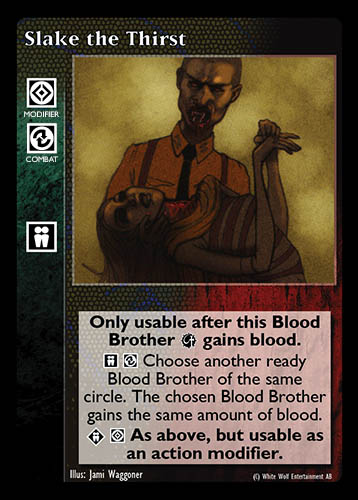 Slake the Thirst
MODIFIER
COMBAT
Only usable after this Blood
Brother gains blood.
Choose another ready
Blood Brother of the same
circle. The chosen Blood Brother
gains the same amount of blood.
As above, but usable as
an action modifier.
Illus: Jami Waggoner
(C) White Wolf Entertainment AB